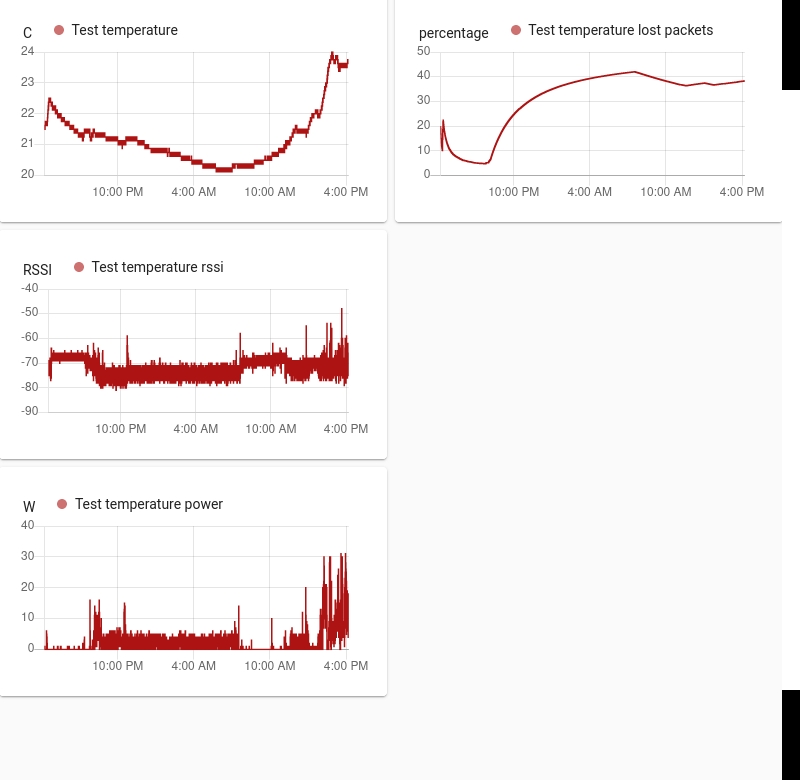 C Test temperature
24
23
22
21
20
10:00 PM 4:00 AM 10:00 AM 4:00 PM
percentage Test temperature lost packets
50
40
30
20
10
0
10:00 PM 4:00 AM 10:00 AM 4:00 PM
RSSI Test temperature rssi
-40
-50
-60
-70
-80
-90
10:00 PM 4:00 AM 10:00 AM 4:00 PM
W Test temperature power
40
30
20
10
0
10:00 PM 4:00 AM 10:00 AM 4:00 PM